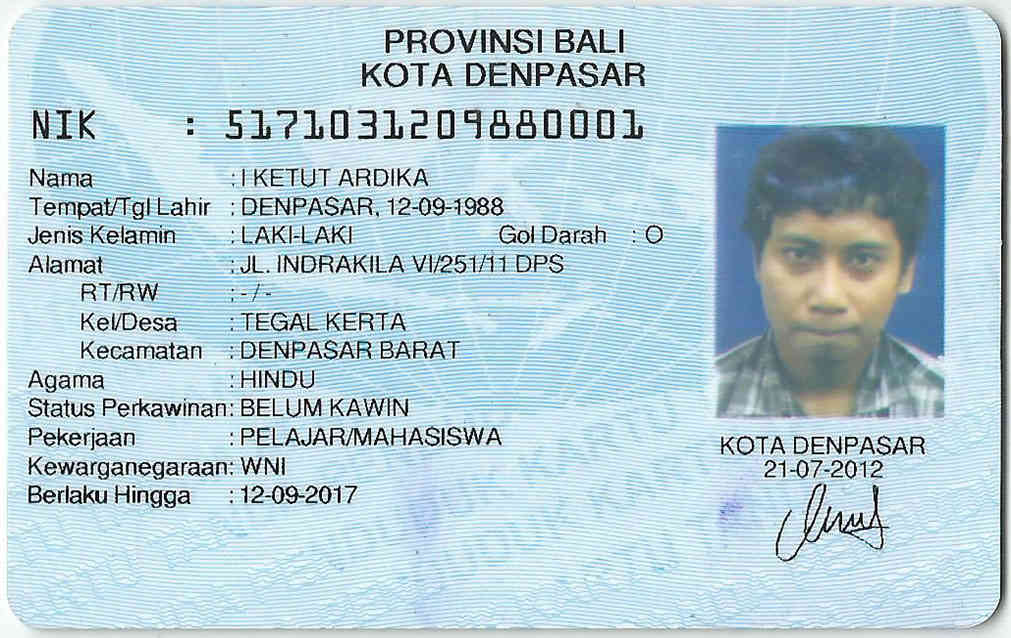 PROVINSI BALI
KOTA DENPASAR
NIK : 5171031209880001
Nama : I KETUT ARDIKA
Tempat/Tgl Lahir : DENPASAR, 12-09-1988
Jenis Kelamin : LAKI-LAKI Gol Darah : O
Alamat : JL. INDRAKILA VI/251/11 DPS
RT/RW : - / -
Kel/Desa : TEGAL KERTA
Kecamatan : DENPASAR BARAT
Agama : HINDU
Status Perkawinan: BELUM KAWIN
Pekerjaan : PELAJAR/MAHASISWA
Kewarganegaraan: WNI
Berlaku Hingga : 12-09-2017
KOTA DENPASAR
21-07-2012